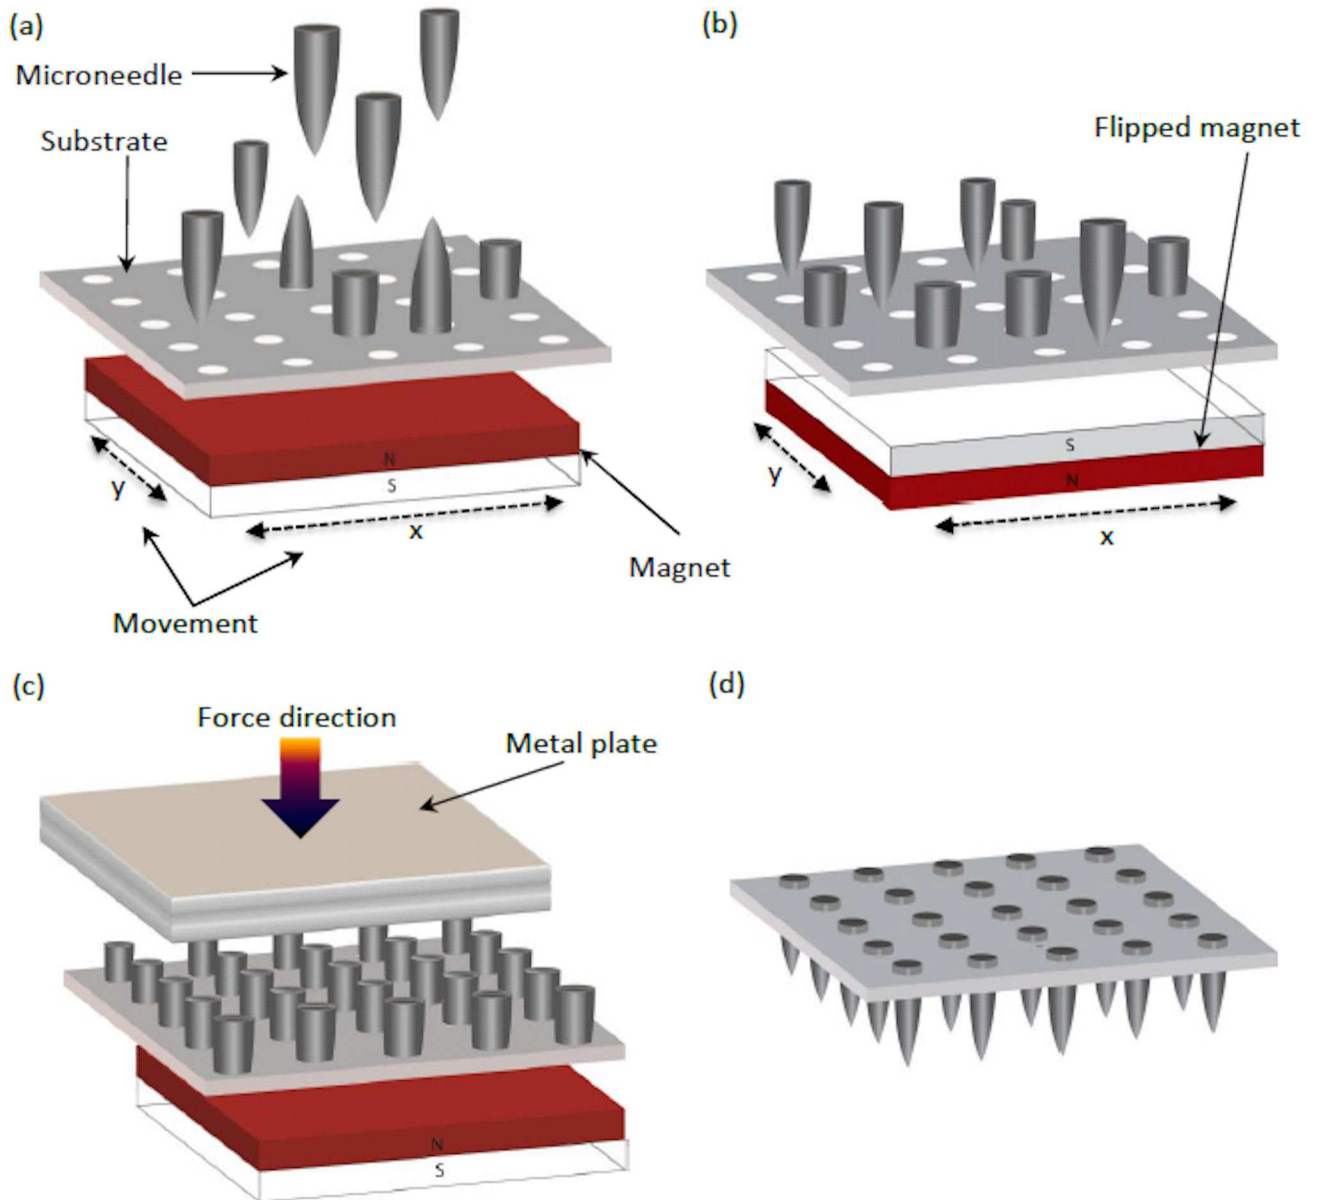 (a)
Microneedle
Substrate
N
S
y
x
Magnet
Movement
(b)
Flipped magnet
S
N
y
x
(c)
Force direction
Metal plate
N
S
(d)